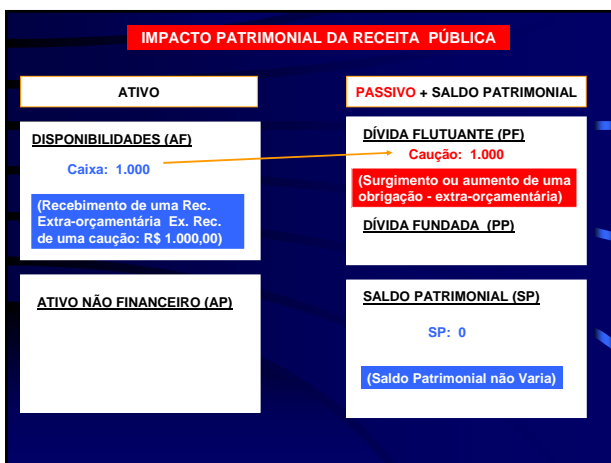 IMPACTO PATRIMONIAL DA RECEITA PÚBLICA
ATIVO
DISPONIBILIDADES (AF)
Caixa: 1.000
(Recebimento de uma Rec.
Extra-orçamentária Ex. Rec.
de uma caução: R$ 1.000,00)
ATIVO NÃO FINANCEIRO (AP)
PASSIVO + SALDO PATRIMONIAL
DÍVIDA FLUTUANTE (PF)
Caução: 1.000
(Surgimento ou aumento de uma
obrigação - extra-orçamentária)
DÍVIDA FUNDADA (PP)
SALDO PATRIMONIAL (SP)
SP: 0
(Saldo Patrimonial não Varia)